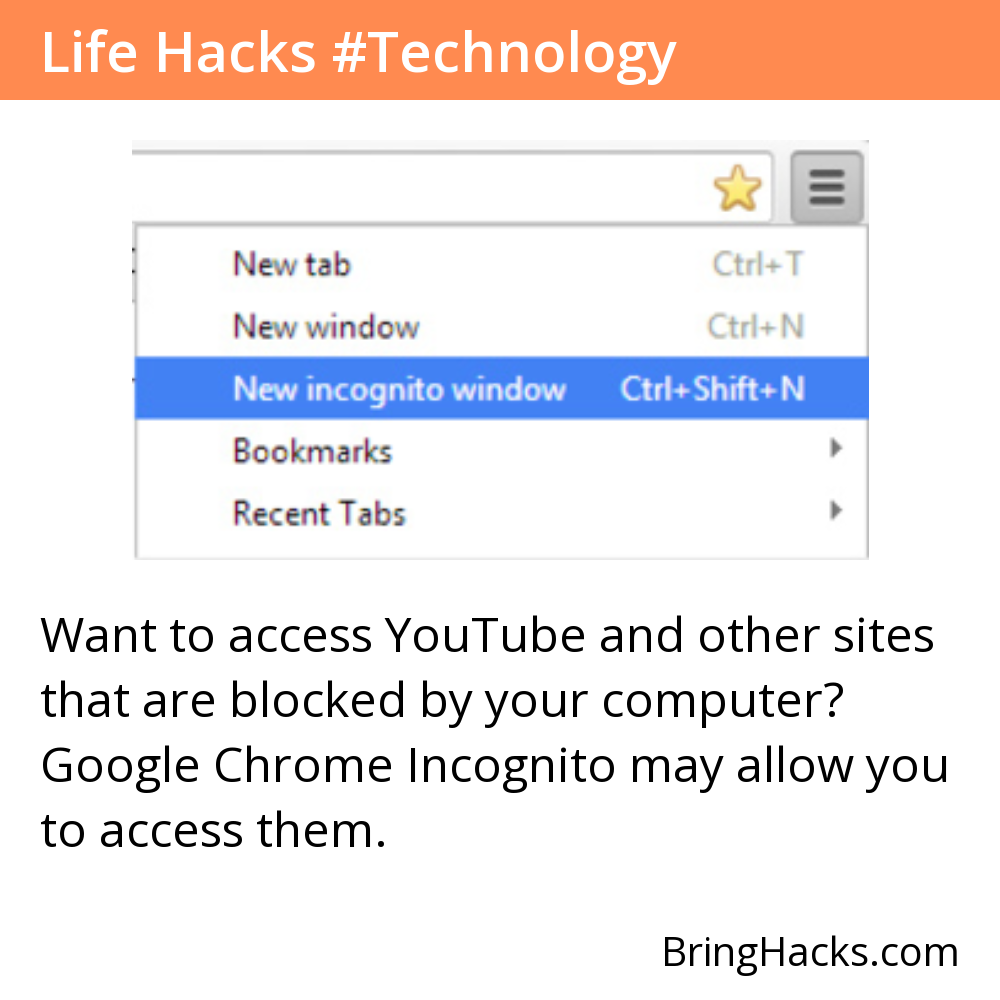 Life Hacks #Technology
New tab Ctrl+T
New window Ctrl+N
New incognito window Ctrl+Shift+N
Bookmarks
Recent Tabs
Want to access YouTube and other sites
that are blocked by your computer?
Google Chrome Incognito may allow you
to access them.
BringHacks.com